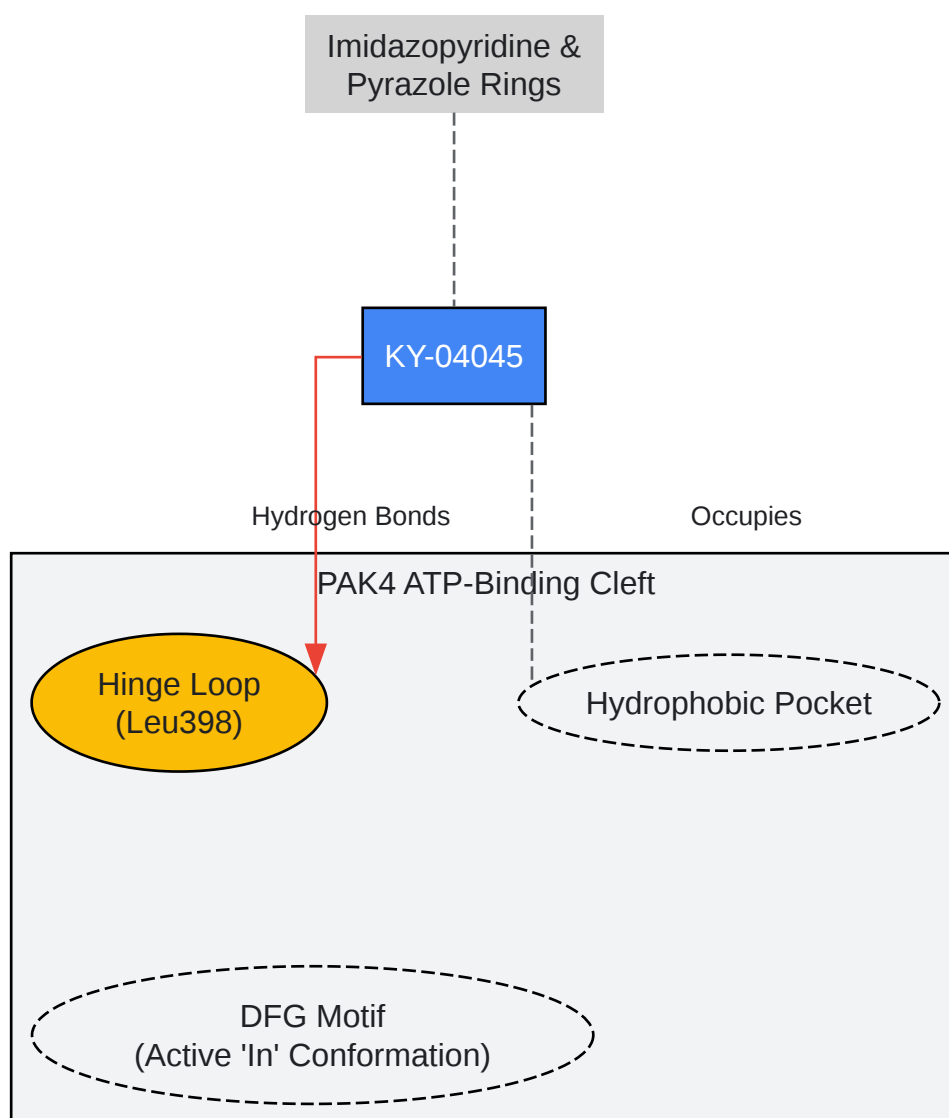 Imidazopyridine &
Pyrazole Rings
KY-04045
Hydrogen Bonds
Occupies
PAK4 ATP-Binding Cleft
Hinge Loop
(Leu398)
Hydrophobic Pocket
DFG Motif
(Active 'In' Conformation)